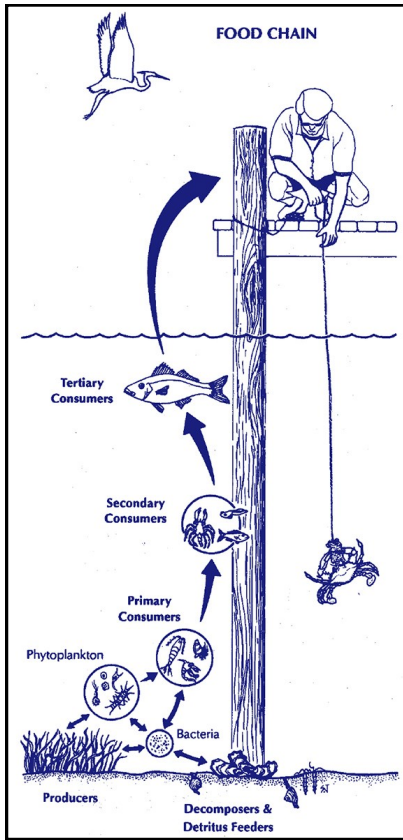 FOOD CHAIN
Tertiary
Consumers
Secondary
Consumers
Primary
Consumers
Phytoplankton
Bacteria
Producers
Decomposers &
Detritus Feeders